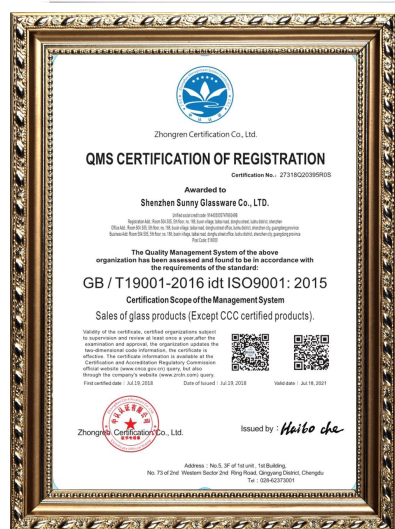 Zhongren Certification Co., Ltd.
QMS CERTIFICATION OF REGISTRATION
Certification No.: 27318Q20395R0S
Awarded to
Shenzhen Sunny Glassware Co., LTD.
The Quality Management System of the above
organization has been assessed and found to be in accordance with
the requirements of the standard:
GB / T19001-2016 idt ISO9001: 2015
Certification Scope of the Management System
Sales of glass products (Except CCC certified products).
Validity of the certificate, certified organizations subject
to supervision and review at least once a year,after the
examination and approval, the organization updates the
two-dimensional code information, the certificate is
effective. The certificate information is available at the
Certification and Accreditation Regulatory Commission
official website (www.cnca.gov.cn) query, but also
through the company's website (www.zrcln.com) query.
First certified date : Jul.19, 2018 Date of issued : Jul.19, 2018 Valid date : Jul 18, 2021
Zhongren Certification Co., Ltd.
Issued by : Haibo che
Address : No.5, 3F of 1st unit , 1st Building,
No. 73 of 2nd Western Sector 2nd Ring Road, Qingyang District, Chengdu
Tel : 028-62373001